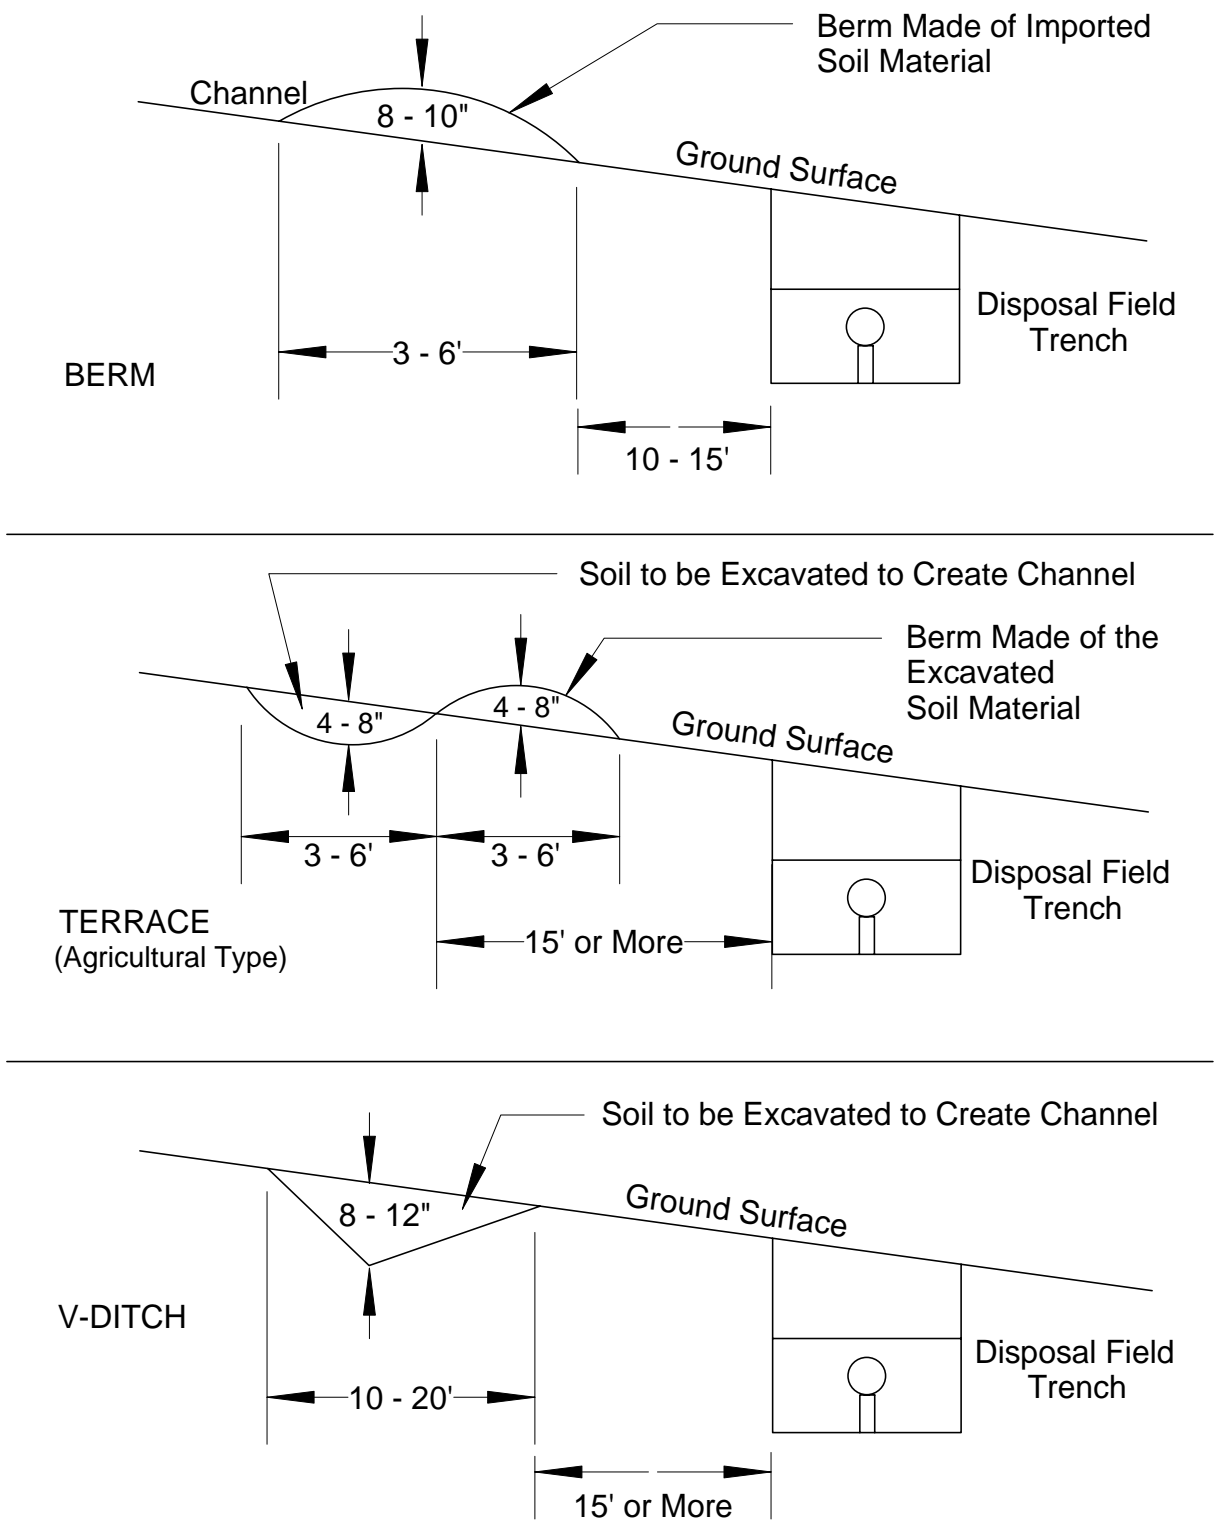 Berm Made of Imported
Soil Material
Channel
8 - 10"
Ground Surface
Disposal Field
Trench
3 - 6'
BERM
10 - 15'
Soil to be Excavated to Create Channel
Berm Made of the
Excavated
Soil Material
4 - 8"
4 - 8"
Ground Surface
3 - 6'
3 - 6'
Disposal Field
Trench
TERRACE
(Agricultural Type)
15' or More
Soil to be Excavated to Create Channel
Ground Surface
8 - 12"
V-DITCH
Disposal Field
Trench
10 - 20'
15' or More